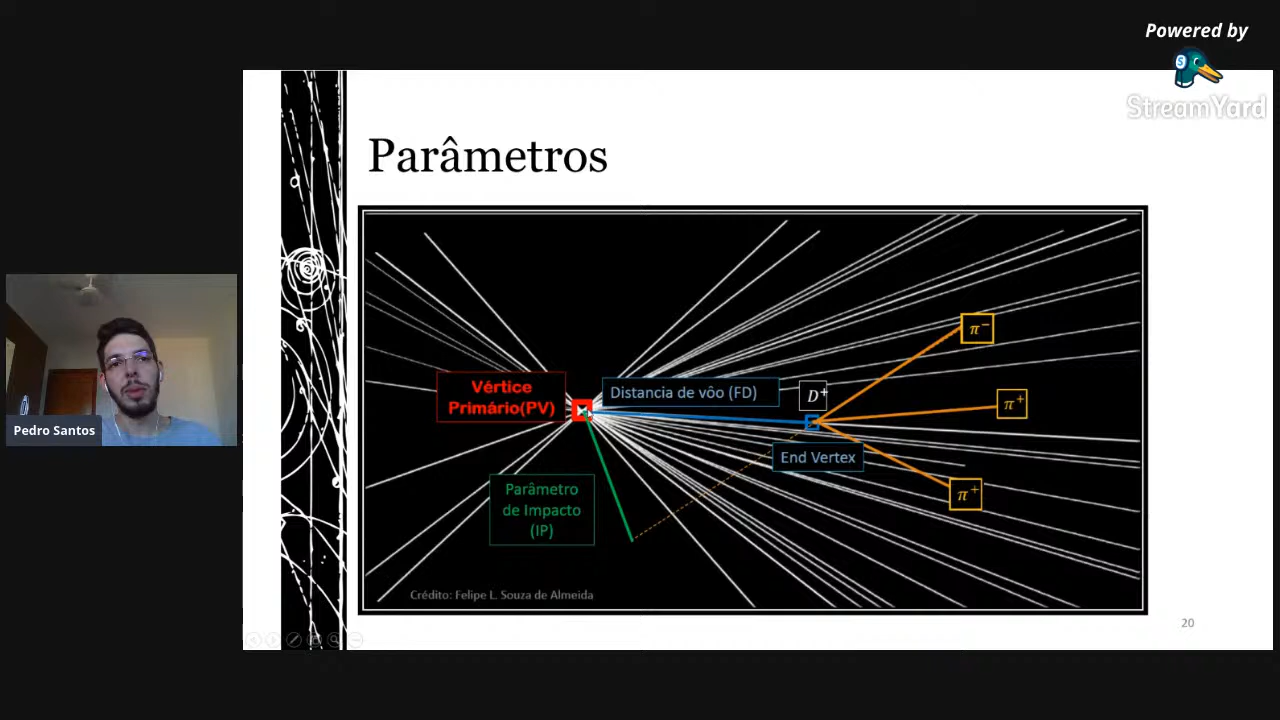 Powered by
StreamYard
Parâmetros
π⁻
Vértice
Primário(PV)
Distancia de vôo (FD)
D⁺
π⁺
End Vertex
Parâmetro
de Impacto
(IP)
π⁺
Pedro Santos
Crédito: Felipe L. Souza de Almeida
20